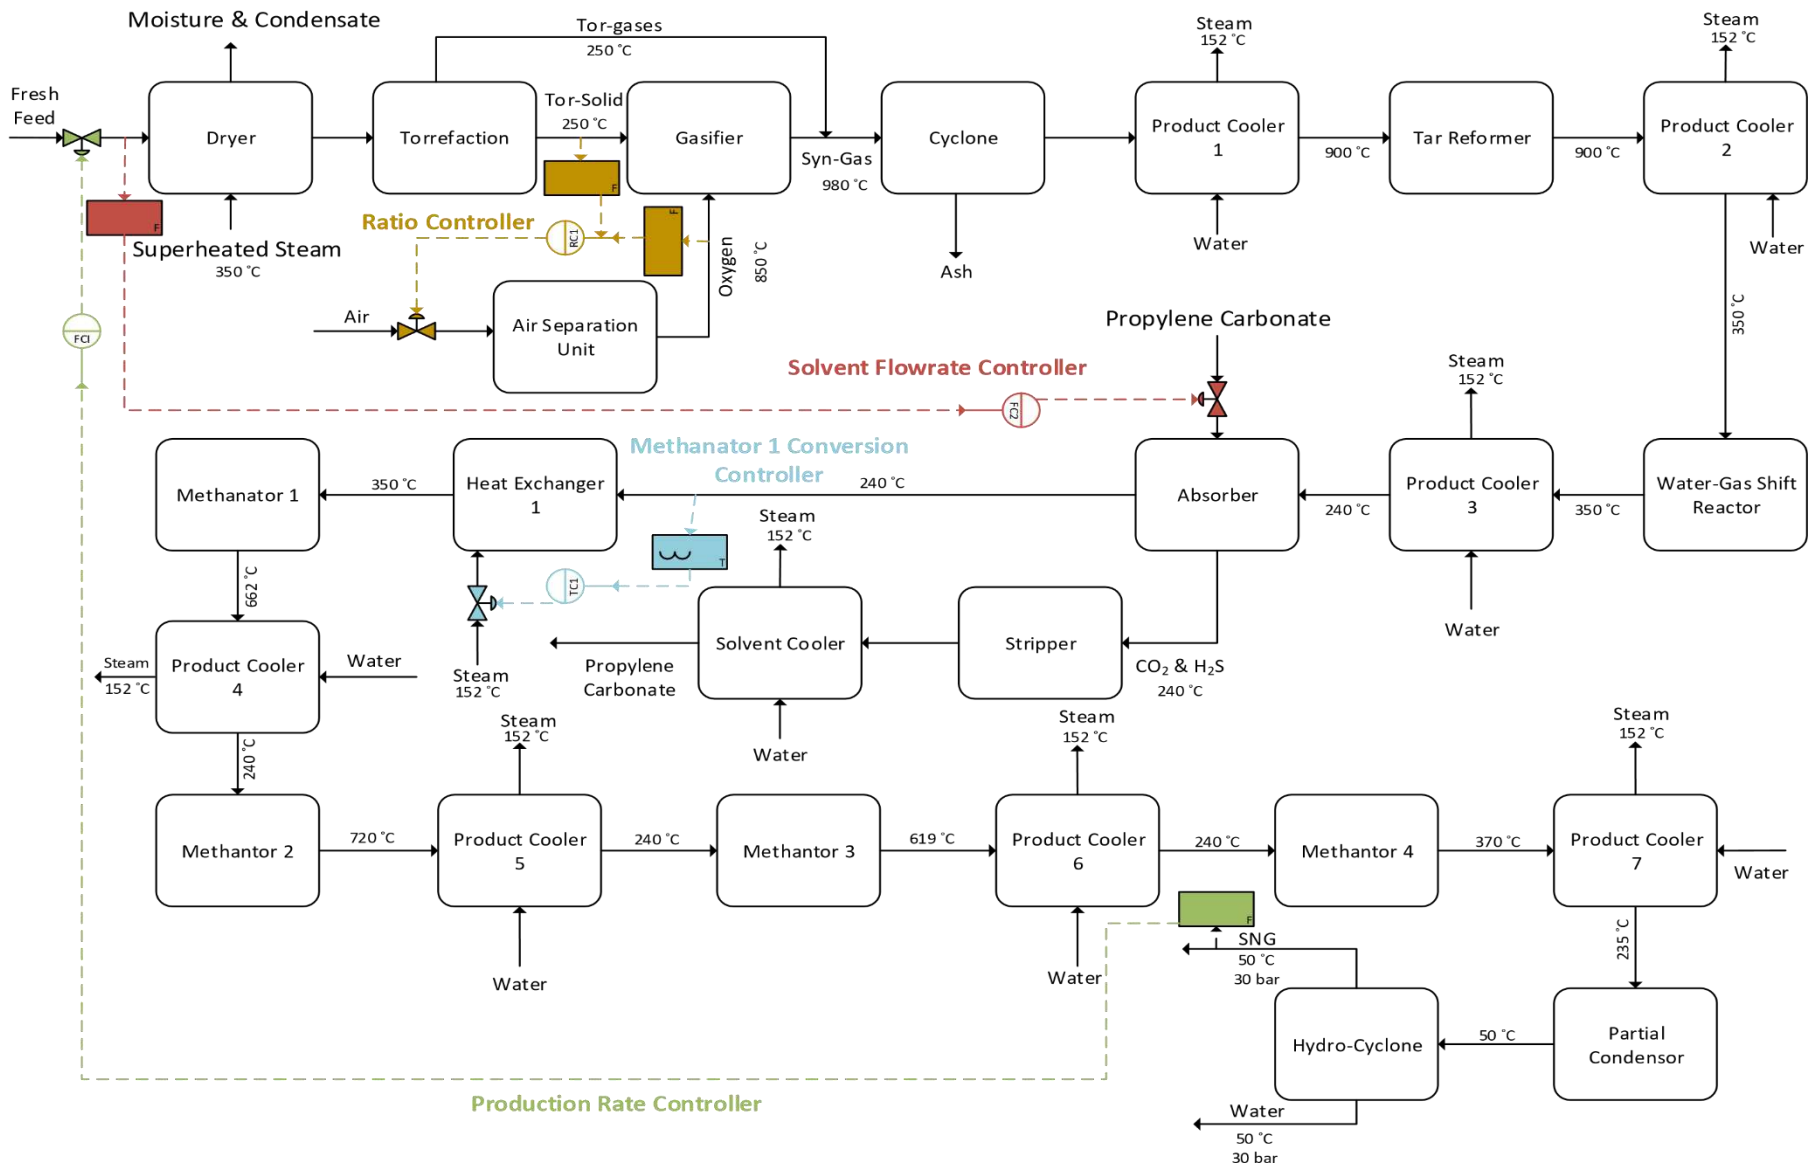 Moisture & Condensate
Tor-gases
250 °C
Steam
152 °C
Steam
152 °C
Fresh
Feed
Dryer
Torrefaction
Tor-Solid
250 °C
Gasifier
Syn-Gas
980 °C
Cyclone
Product Cooler
1
900 °C
Tar Reformer
900 °C
Product Cooler
2
F
F
F
Ratio Controller
RC1
Superheated Steam
350 °C
Oxygen
850 °C
Ash
Water
Water
350 °C
FCI
Air
Air Separation
Unit
Propylene Carbonate
Solvent Flowrate Controller
FC2
Steam
152 °C
Methanator 1 Conversion
Controller
Methanator 1
350 °C
Heat Exchanger
1
240 °C
Absorber
240 °C
Product Cooler
3
350 °C
Water-Gas Shift
Reactor
T
TC1
Steam
152 °C
662 °C
Steam
152 °C
Product Cooler
4
Water
Steam
152 °C
Propylene
Carbonate
Solvent Cooler
Stripper
CO₂ & H₂S
240 °C
Water
Water
240 °C
Steam
152 °C
Steam
152 °C
Steam
152 °C
Methantor 2
720 °C
Product Cooler
5
240 °C
Methantor 3
619 °C
Product Cooler
6
240 °C
Methantor 4
370 °C
Product Cooler
7
Water
F
Water
Water
SNG
50 °C
30 bar
235 °C
Hydro-Cyclone
50 °C
Partial
Condensor
Production Rate Controller
Water
50 °C
30 bar